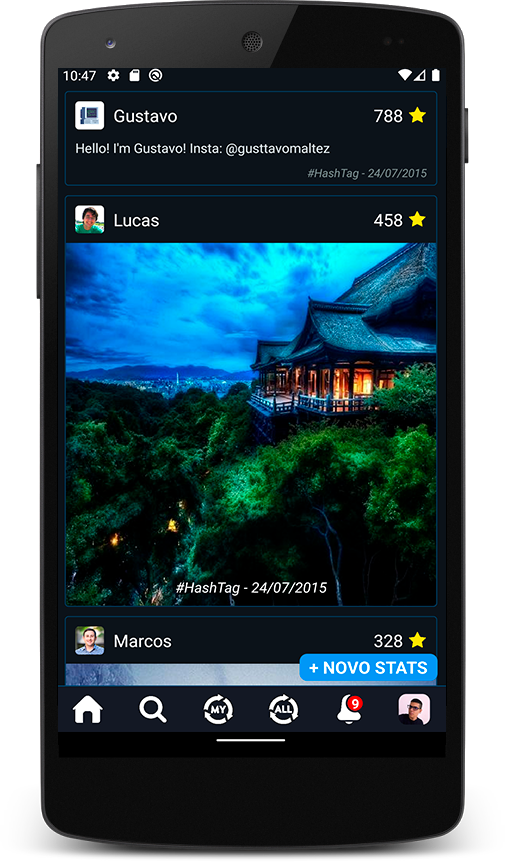 10:47
Gustavo 788
Hello! I'm Gustavo! Insta: @gusttavomaltez
#HashTag - 24/07/2015
Lucas 458
#HashTag - 24/07/2015
Marcos 328
+ NOVO STATS
MY ALL 9